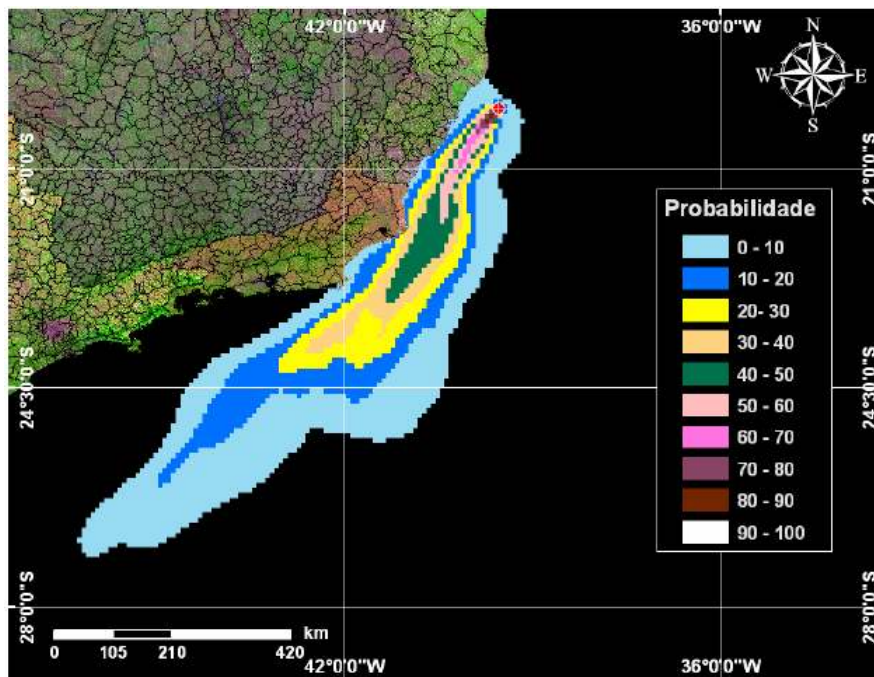 42°0'0"W 36°0'0"W
N
W E
S
21°0'0"S 21°0'0"S
Probabilidade
0 - 10
10 - 20
20- 30
30 - 40
40 - 50
50 - 60
60 - 70
70 - 80
80 - 90
90 - 100
24°30'0"S 24°30'0"S
28°0'0"S 28°0'0"S
km
0 105 210 420
42°0'0"W 36°0'0"W